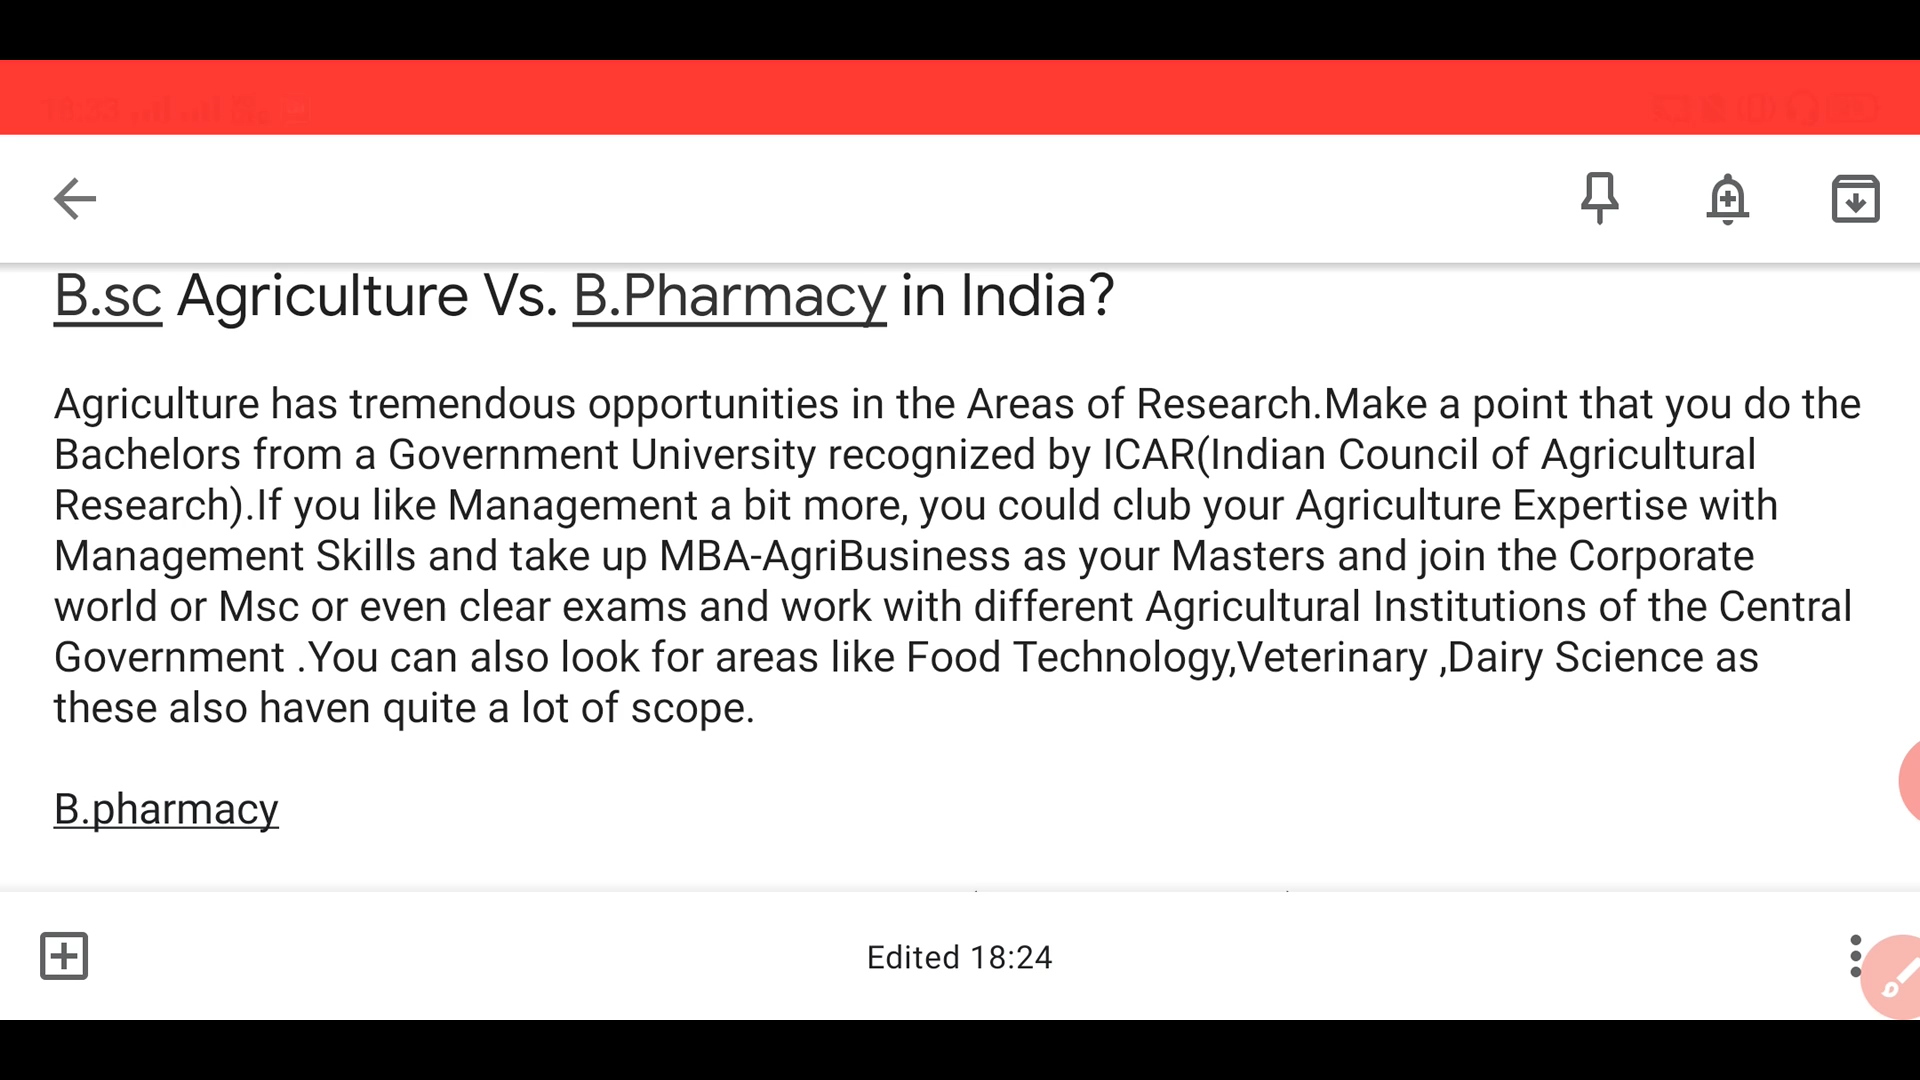 18:33
B.sc Agriculture Vs. B.Pharmacy in India?
Agriculture has tremendous opportunities in the Areas of Research.Make a point that you do the
Bachelors from a Government University recognized by ICAR(Indian Council of Agricultural
Research).If you like Management a bit more, you could club your Agriculture Expertise with
Management Skills and take up MBA-AgriBusiness as your Masters and join the Corporate
world or Msc or even clear exams and work with different Agricultural Institutions of the Central
Government .You can also look for areas like Food Technology,Veterinary ,Dairy Science as
these also haven quite a lot of scope.
B.pharmacy
Edited 18:24